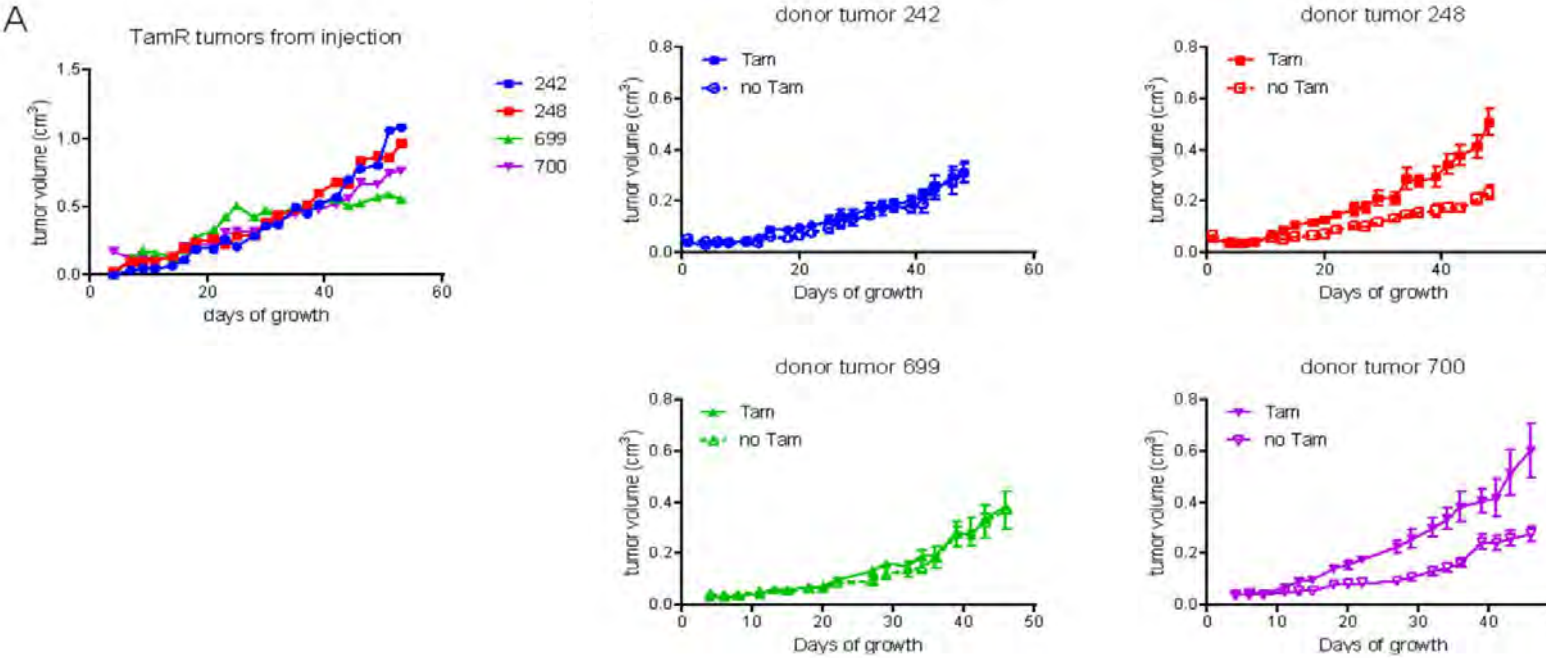 A
TamR tumors from injection
tumor volume (cm3)
1.5
1.0
0.5
0.0
0
20
40
60
days of growth
242
248
699
700
donor tumor 242
tumor volume (cm3)
0.8
0.6
0.4
0.2
0.0
Tam
no Tam
0
20
40
60
Days of growth
donor tumor 248
tumor volume (cm3)
0.8
0.6
0.4
0.2
0.0
Tam
no Tam
0
20
40
Days of growth
donor tumor 699
tumor volume (cm3)
0.8
0.6
0.4
0.2
0.0
Tam
no Tam
0
10
20
30
40
50
Days of growth
donor tumor 700
tumor volume (cm3)
0.8
0.6
0.4
0.2
0.0
Tam
no Tam
0
10
20
30
40
Days of growth